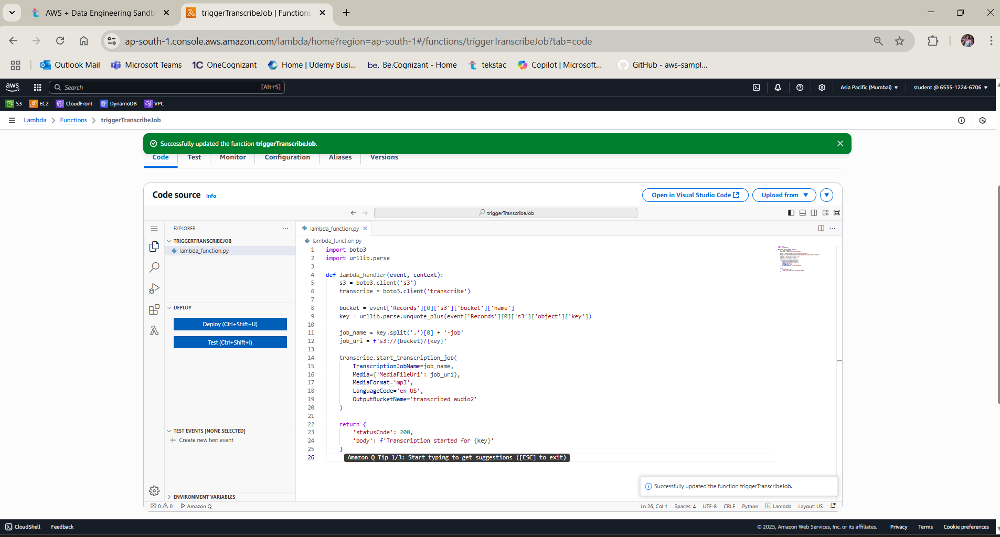 AWS + Data Engineering Sandb
triggerTranscribeJob | Functions
ap-south-1.console.aws.amazon.com/lambda/home?region=ap-south-1#/functions/triggerTranscribeJob?tab=code
Outlook Mail
Microsoft Teams
1C OneCognizant
Home | Udemy Busi...
be. Be.Cognizant - Home
tekstac
Copilot | Microsoft...
GitHub - aws-sampl...
aws
Search
[Alt+S]
Asia Pacific (Mumbai)
student @ 6535-1224-6706
S3
EC2
CloudFront
DynamoDB
VPC
Lambda
Functions
triggerTranscribeJob
Successfully updated the function triggerTranscribeJob.
Code
Test
Monitor
Configuration
Aliases
Versions
Code source
Info
Open in Visual Studio Code
Upload from
triggerTranscribeJob
EXPLORER
TRIGGERTRANSCRIBEJOB
lambda_function.py
DEPLOY
Deploy (Ctrl+Shift+U)
Test (Ctrl+Shift+I)
TEST EVENTS [NONE SELECTED]
Create new test event
ENVIRONMENT VARIABLES
lambda_function.py
lambda_function.py
1 import boto3
2 import urllib.parse
3
4 def lambda_handler(event, context):
5 s3 = boto3.client('s3')
6 transcribe = boto3.client('transcribe')
7
8 bucket = event['Records'][0]['s3']['bucket']['name']
9 key = urllib.parse.unquote_plus(event['Records'][0]['s3']['object']['key'])
10
11 job_name = key.split('.')[0] + '-job'
12 job_uri = f's3://{bucket}/{key}'
13
14 transcribe.start_transcription_job(
15 TranscriptionJobName=job_name,
16 Media={'MediaFileUri': job_uri},
17 MediaFormat='mp3',
18 LanguageCode='en-US',
19 OutputBucketName='transcribed_audio2'
20 )
21
22 return {
23 'statusCode': 200,
24 'body': f'Transcription started for {key}'
25 }
26
Amazon Q Tip 1/3: Start typing to get suggestions ([ESC] to exit)
Successfully updated the function triggerTranscribeJob.
0 0
Amazon Q
Ln 26, Col 1
Spaces: 4
UTF-8
CRLF
Python
Lambda
Layout: US
CloudShell
Feedback
© 2025, Amazon Web Services, Inc. or its affiliates.
Privacy
Terms
Cookie preferences